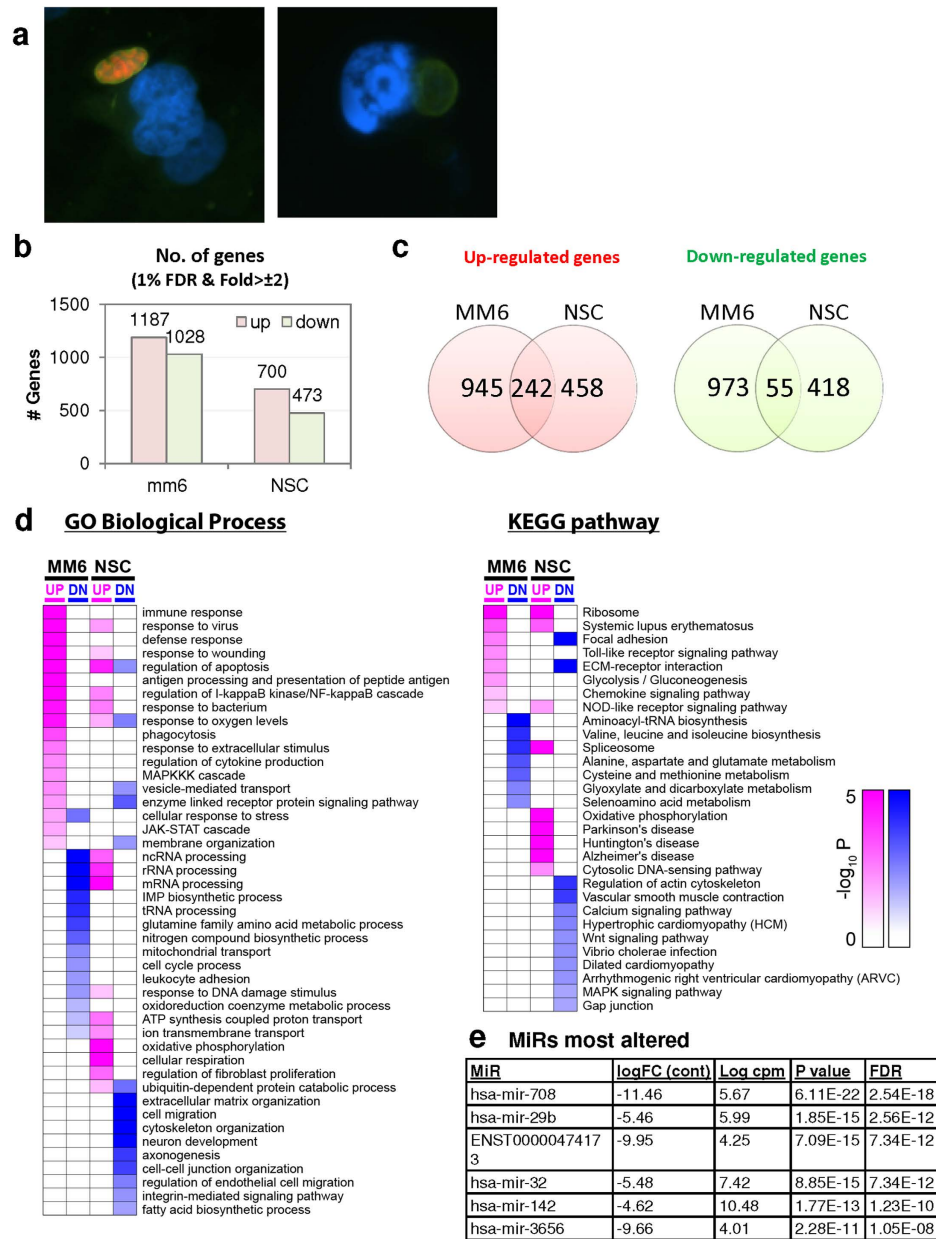 a
b
No. of genes
(1% FDR & Fold>±2)
# Genes
1500
1000
500
0
1187
1028
700
473
up down
mm6 NSC
c
Up-regulated genes
MM6 NSC
945 242 458
Down-regulated genes
MM6 NSC
973 55 418
d GO Biological Process
MM6 NSC
UP DN UP DN
immune response
response to virus
defense response
response to wounding
regulation of apoptosis
antigen processing and presentation of peptide antigen
regulation of I-kappaB kinase/NF-kappaB cascade
response to bacterium
response to oxygen levels
phagocytosis
response to extracellular stimulus
regulation of cytokine production
MAPKKK cascade
vesicle-mediated transport
enzyme linked receptor protein signaling pathway
cellular response to stress
JAK-STAT cascade
membrane organization
ncRNA processing
rRNA processing
mRNA processing
IMP biosynthetic process
tRNA processing
glutamine family amino acid metabolic process
nitrogen compound biosynthetic process
mitochondrial transport
cell cycle process
leukocyte adhesion
response to DNA damage stimulus
oxidoreduction coenzyme metabolic process
ATP synthesis coupled proton transport
ion transmembrane transport
oxidative phosphorylation
cellular respiration
regulation of fibroblast proliferation
ubiquitin-dependent protein catabolic process
extracellular matrix organization
cell migration
cytoskeleton organization
neuron development
axonogenesis
cell-cell junction organization
regulation of endothelial cell migration
integrin-mediated signaling pathway
fatty acid biosynthetic process
KEGG pathway
MM6 NSC
UP DN UP DN
Ribosome
Systemic lupus erythematosus
Focal adhesion
Toll-like receptor signaling pathway
ECM-receptor interaction
Glycolysis / Gluconeogenesis
Chemokine signaling pathway
NOD-like receptor signaling pathway
Aminoacyl-tRNA biosynthesis
Valine, leucine and isoleucine biosynthesis
Spliceosome
Alanine, aspartate and glutamate metabolism
Cysteine and methionine metabolism
Glyoxylate and dicarboxylate metabolism
Selenoamino acid metabolism
Oxidative phosphorylation
Parkinson's disease
Huntington's disease
Alzheimer's disease
Cytosolic DNA-sensing pathway
Regulation of actin cytoskeleton
Vascular smooth muscle contraction
Calcium signaling pathway
Hypertrophic cardiomyopathy (HCM)
Wnt signaling pathway
Vibrio cholerae infection
Dilated cardiomyopathy
Arrhythmogenic right ventricular cardiomyopathy (ARVC)
MAPK signaling pathway
Gap junction
5
-log10 P
0
e MiRs most altered
MiR logFC (cont) Log cpm P value FDR
hsa-mir-708 -11.46 5.67 6.11E-22 2.54E-18
hsa-mir-29b -5.46 5.99 1.85E-15 2.56E-12
ENST0000047417 -9.95 4.25 7.09E-15 7.34E-12
3
hsa-mir-32 -5.48 7.42 8.85E-15 7.34E-12
hsa-mir-142 -4.62 10.48 1.77E-13 1.23E-10
hsa-mir-3656 -9.66 4.01 2.28E-11 1.05E-08